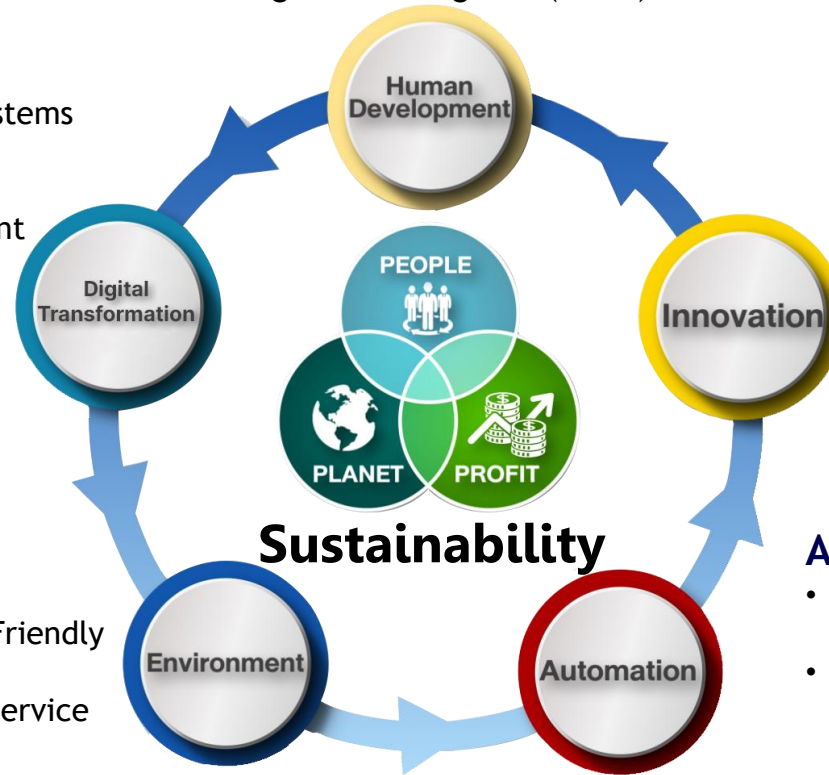 Human
Development
stems
nt
Digital
Transformation
PEOPLE
Innovation
PLANET
PROFIT
Sustainability
A
•
•
Friendly
Environment
Automation
ervice